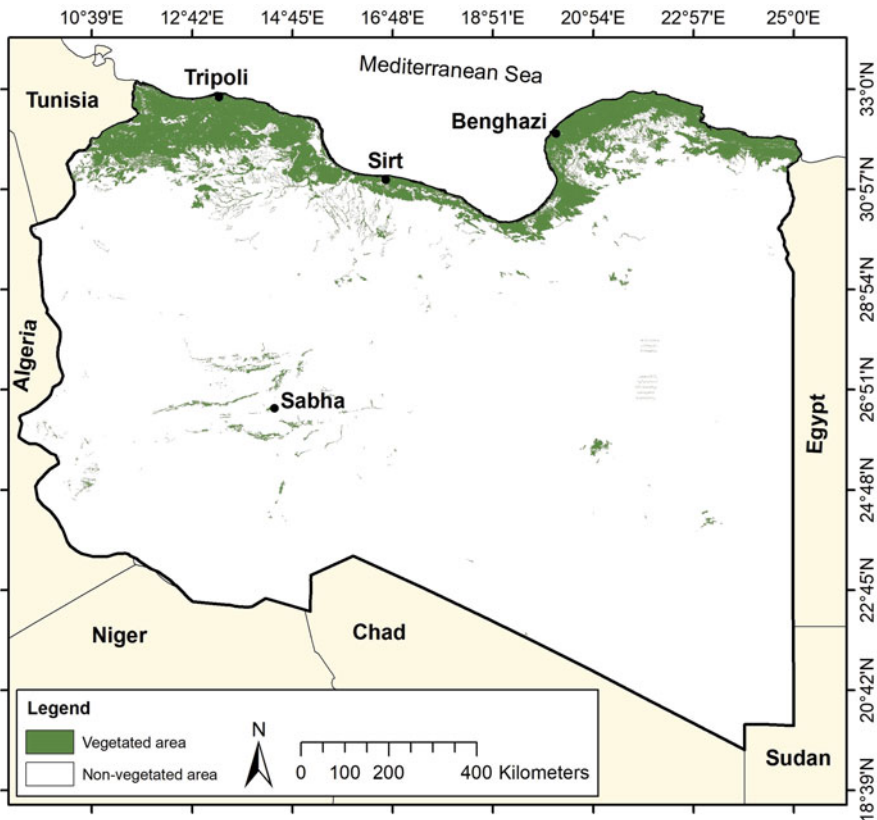 10°39'E 12°42'E 14°45'E 16°48'E 18°51'E 20°54'E 22°57'E 25°0'E
Mediterranean Sea
Tripoli
Tunisia
Benghazi
Sirt
33°0'N
30°57'N
28°54'N
26°51'N
24°48'N
22°45'N
20°42'N
18°39'N
Algeria
Sabha
Egypt
Niger
Chad
Sudan
Legend
Vegetated area
Non-vegetated area
N
0 100 200 400 Kilometers